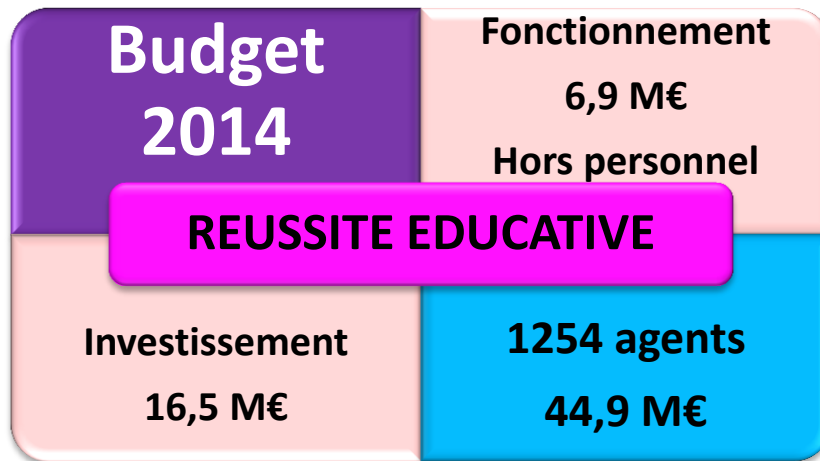 Budget
2014
Fonctionnement
6,9 M€
Hors personnel
REUSSITE EDUCATIVE
Investissement
16,5 M€
1254 agents
44,9 M€